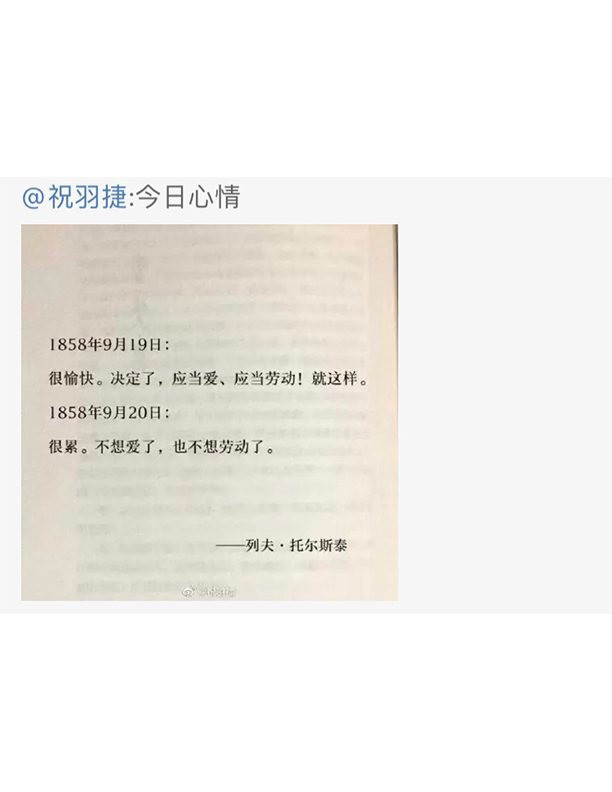 @祝羽捷:今日心情
1858年9月19日：
很愉快。决定了，应当爱、应当劳动！就这样。
1858年9月20日：
很累。不想爱了，也不想劳动了。
——列夫·托尔斯泰